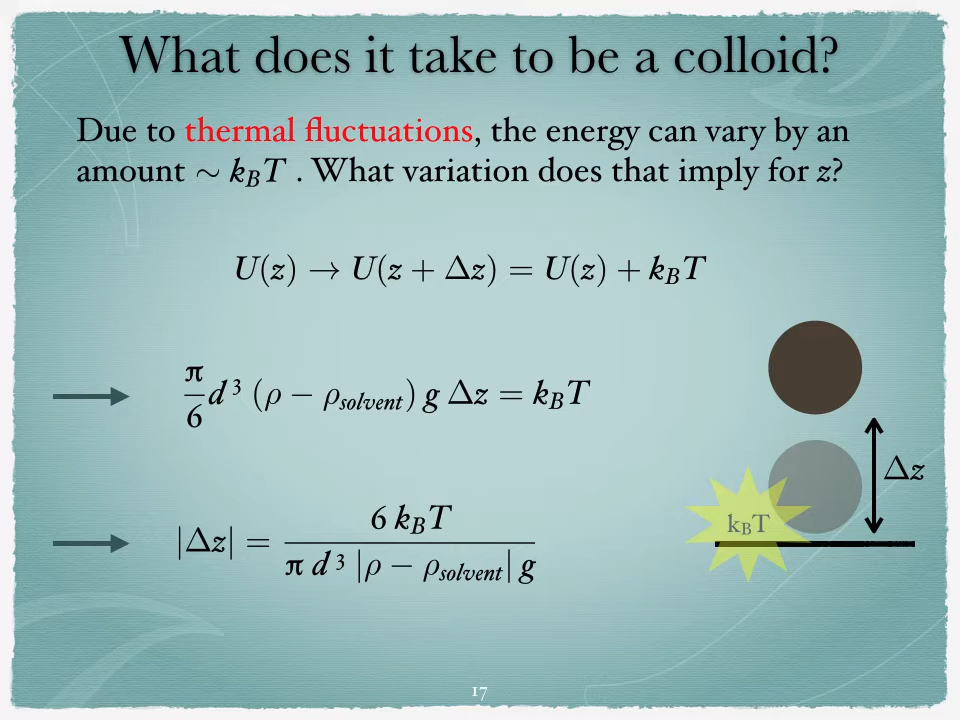 What does it take to be a colloid?
Due to thermal fluctuations, the energy can vary by an
amount ∼ k_BT . What variation does that imply for z?
U(z) → U(z + Δz) = U(z) + k_BT
π/6 d³ (ρ − ρ_solvent) g Δz = k_BT
|Δz| = 6 k_BT / π d³ |ρ − ρ_solvent| g
Δz
k_BT
17